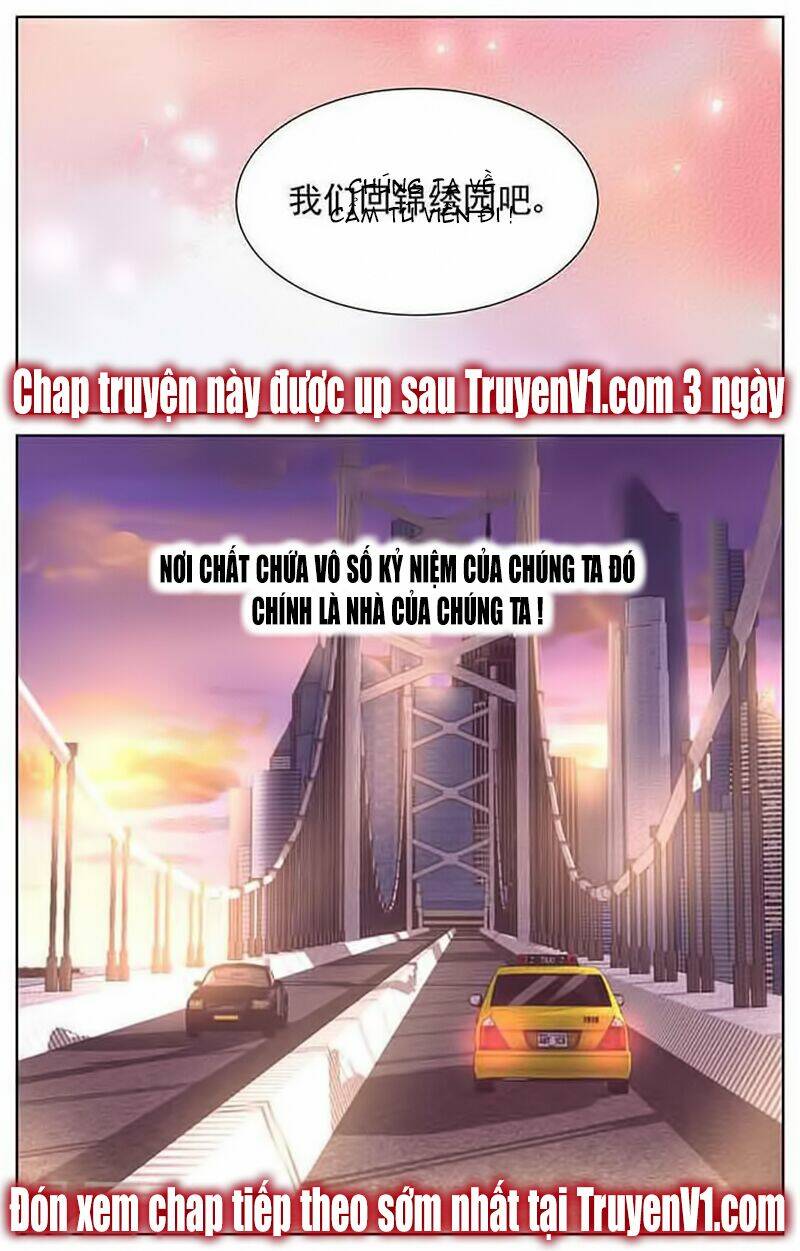 我们回锦绣园吧。
CHÚNG TA VỀ
CẨM TÚ VIÊN ĐI !
Chap truyện này được up sau TruyenV1.com 3 ngày
NƠI CHẤT CHỨA VÔ SỐ KỶ NIỆM CỦA CHÚNG TA ĐÓ
CHÍNH LÀ NHÀ CỦA CHÚNG TA !
Đón xem chap tiếp theo sớm nhất tại TruyenV1.com